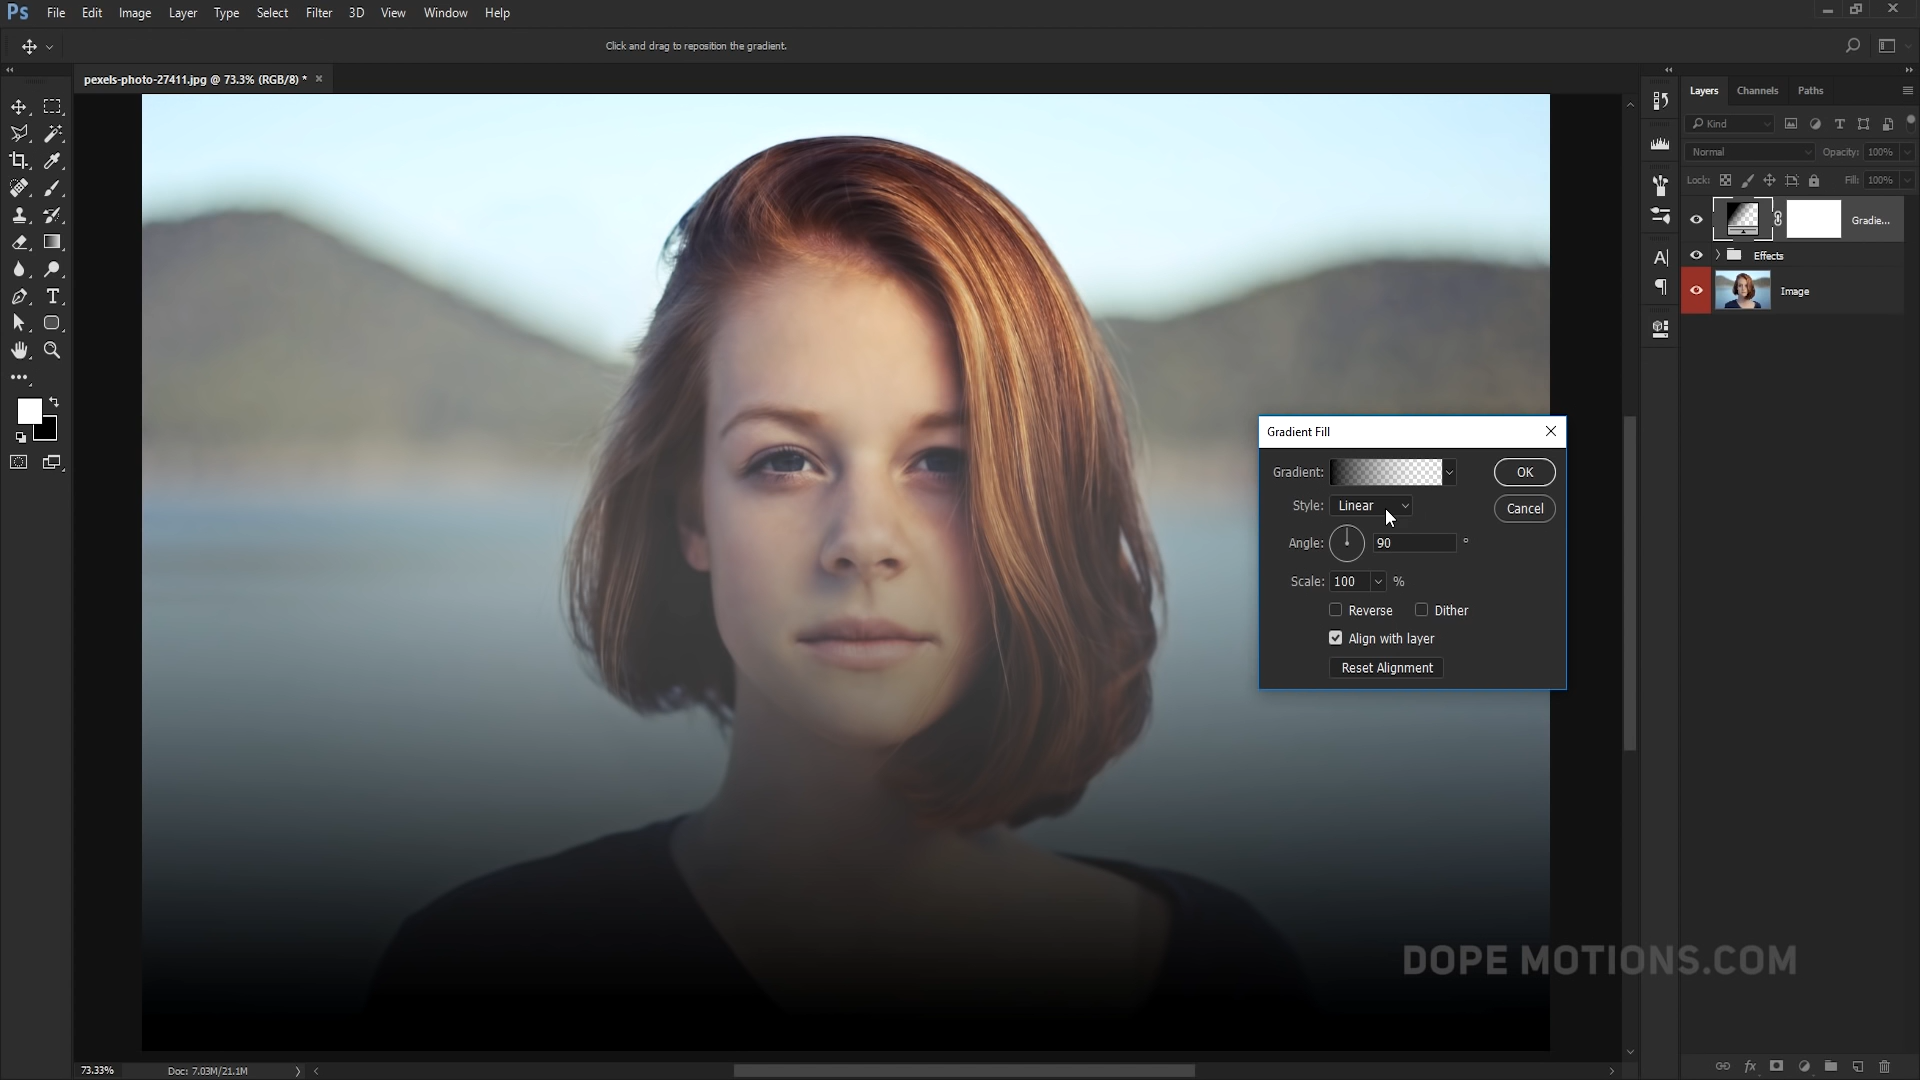 Ps File Edit Image Layer Type Select Filter 3D View Window Help
Click and drag to reposition the gradient.
pexels-photo-27411.jpg @ 73.3% (RGB/8) *
Layers Channels Paths
Kind
Normal Opacity: 100%
Lock: Fill: 100%
Gradie...
Effects
Image
Gradient Fill
Gradient: OK
Style: Linear Cancel
Angle: 90 °
Scale: 100 %
Reverse Dither
Align with layer
Reset Alignment
DOPE MOTIONS.COM
73.33% Doc: 7.03M/21.1M